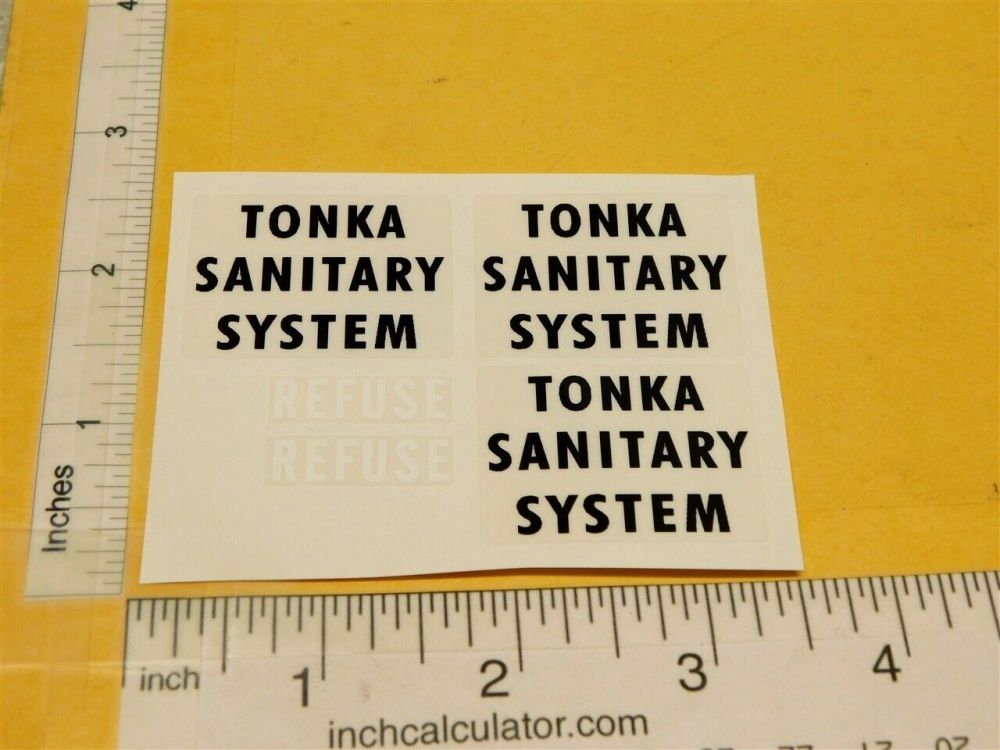 4
3
2
1
Inches
TONKA
SANITARY
SYSTEM
TONKA
SANITARY
SYSTEM
REFUSE
REFUSE
TONKA
SANITARY
SYSTEM
inch
1
2
3
4
inchcalculator.com